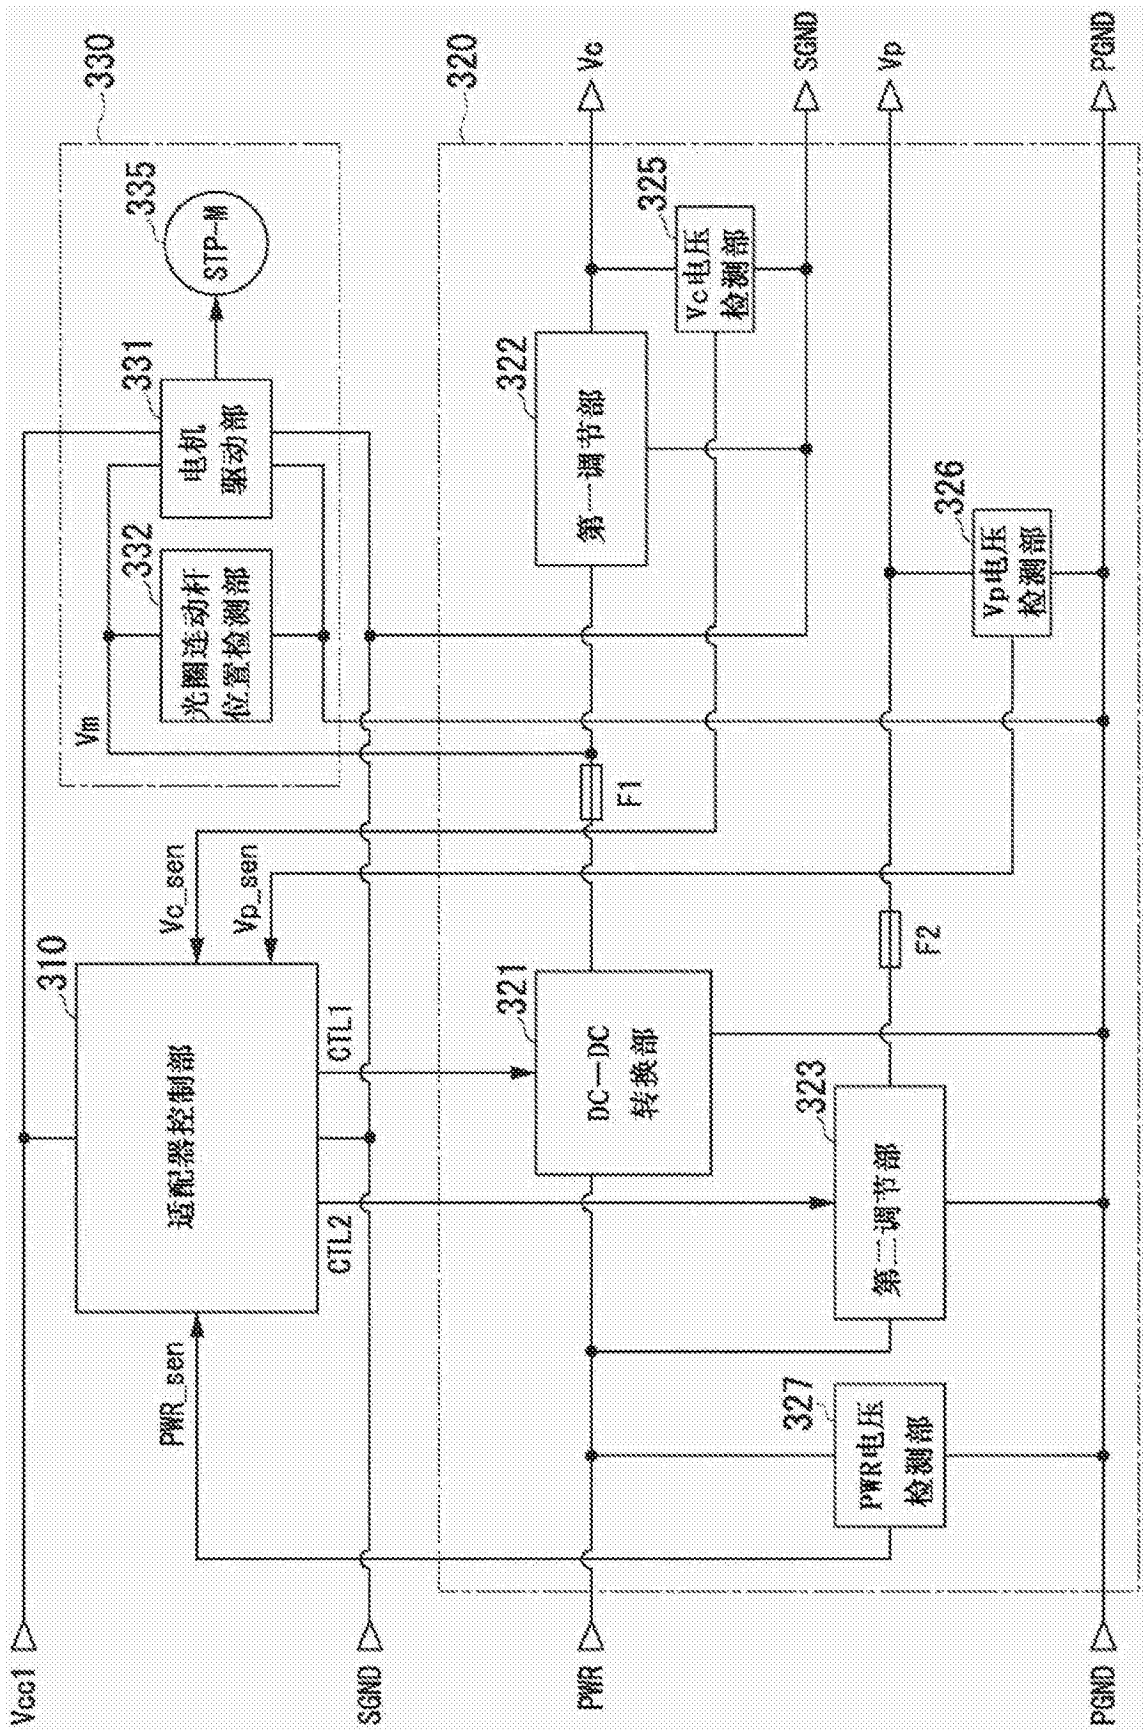 330
335
STP-M
331
电机
驱动部
332
光圈连动杆
位置检测部
Vm
310
适配器控制部
Vc_sen
Vp_sen
PWR_sen
CTL1
CTL2
320
Vc
SGND
Vp
PGND
325
Vc电压
检测部
322
第一调节部
326
Vp电压
检测部
F1
F2
321
DC—DC
转换部
323
第二调节部
327
PWR电压
检测部
Vcc1
SGND
PWR
PGND